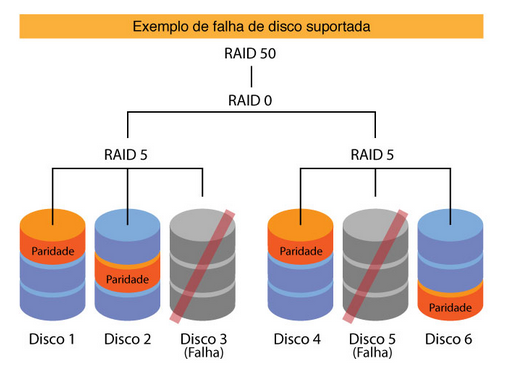 Exemplo de falha de disco suportada
RAID 50
RAID 0
RAID 5
RAID 5
Paridade
Paridade
Paridade
Paridade
Disco 1
Disco 2
Disco 3
(Falha)
Disco 4
Disco 5
(Falha)
Disco 6